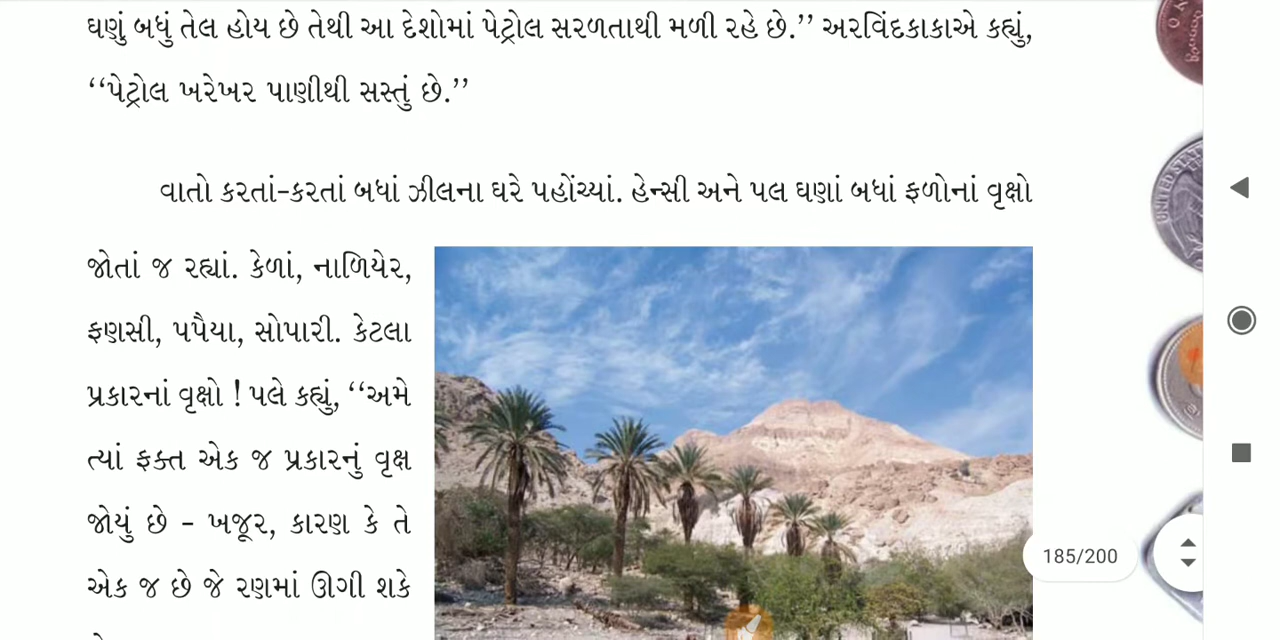 ઘણું બધું તેલ હોય છે તેથી આ દેશોમાં પેટ્રોલ સરળતાથી મળી રહે છે.’’ અરવિંદકાકાએ કહ્યું,
‘‘પેટ્રોલ ખરેખર પાણીથી સસ્તું છે.’’
વાતો કરતાં-કરતાં બધાં ઝીલના ઘરે પહોંચ્યાં. હેન્સી અને પલ ઘણાં બધાં ફળોનાં વૃક્ષો
જોતાં જ રહ્યાં. કેળાં, નાળિયેર,
ફણસી, પપૈયા, સોપારી. કેટલા
પ્રકારનાં વૃક્ષો ! પલે કહ્યું, ‘‘અમે
ત્યાં ફક્ત એક જ પ્રકારનું વૃક્ષ
જોયું છે - ખજૂર, કારણ કે તે
એક જ છે જે રણમાં ઊગી શકે
185/200